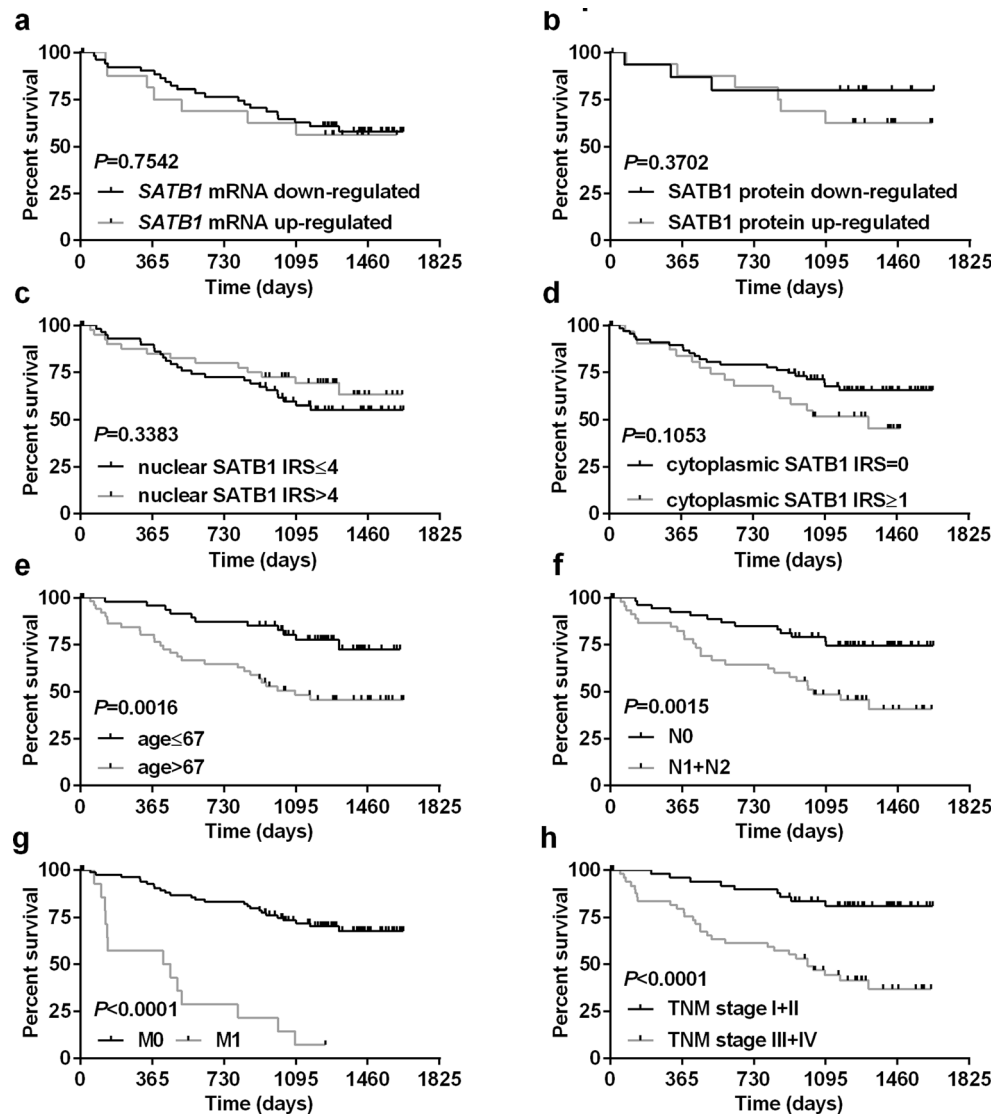 a
Percent survival
100
75
50
25
0
P=0.7542
SATB1 mRNA down-regulated
SATB1 mRNA up-regulated
0 365 730 1095 1460 1825
Time (days)
b
Percent survival
100
75
50
25
0
P=0.3702
SATB1 protein down-regulated
SATB1 protein up-regulated
0 365 730 1095 1460 1825
Time (days)
c
Percent survival
100
75
50
25
0
P=0.3383
nuclear SATB1 IRS≤4
nuclear SATB1 IRS>4
0 365 730 1095 1460 1825
Time (days)
d
Percent survival
100
75
50
25
0
P=0.1053
cytoplasmic SATB1 IRS=0
cytoplasmic SATB1 IRS≥1
0 365 730 1095 1460 1825
Time (days)
e
Percent survival
100
75
50
25
0
P=0.0016
age≤67
age>67
0 365 730 1095 1460 1825
Time (days)
f
Percent survival
100
75
50
25
0
P=0.0015
N0
N1+N2
0 365 730 1095 1460 1825
Time (days)
g
Percent survival
100
75
50
25
0
P<0.0001
M0 M1
0 365 730 1095 1460 1825
Time (days)
h
Percent survival
100
75
50
25
0
P<0.0001
TNM stage I+II
TNM stage III+IV
0 365 730 1095 1460 1825
Time (days)